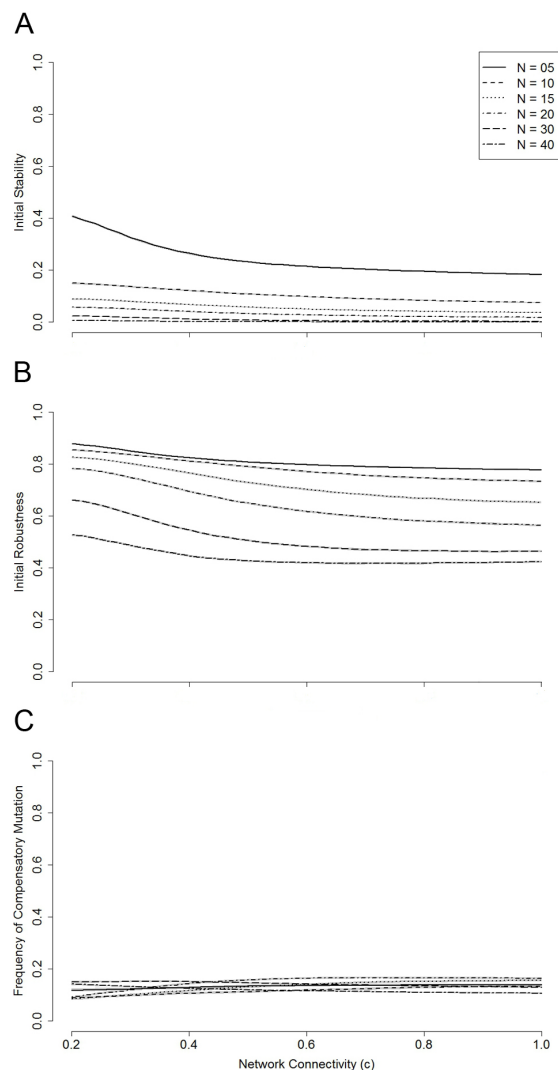 A
1.0
0.8
0.6
0.4
0.2
0.0
Initial Stability
N = 05
N = 10
N = 15
N = 20
N = 30
N = 40
B
1.0
0.8
0.6
0.4
0.2
0.0
Initial Robustness
C
1.0
0.8
0.6
0.4
0.2
0.0
Frequency of Compensatory Mutation
0.2 0.4 0.6 0.8 1.0
Network Connectivity (c)